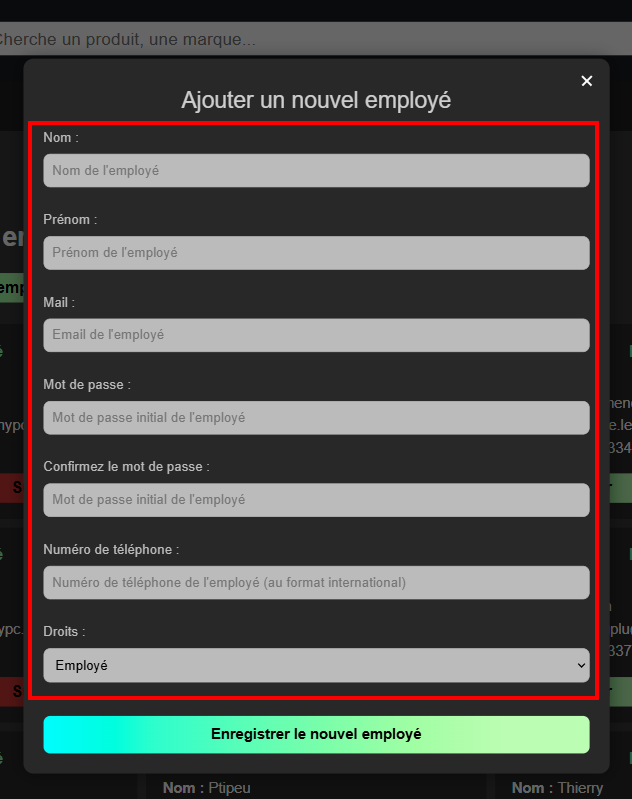 Cherche un produit, une marque...
Ajouter un nouvel employé
Nom :
Nom de l'employé
Prénom :
Prénom de l'employé
Mail :
Email de l'employé
Mot de passe :
Mot de passe initial de l'employé
Confirmez le mot de passe :
Mot de passe initial de l'employé
Numéro de téléphone :
Numéro de téléphone de l'employé (au format international)
Droits :
Employé
Enregistrer le nouvel employé
Nom : Ptipeu
Nom : Thierry